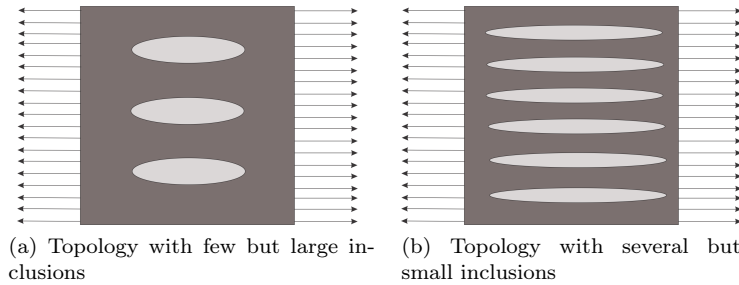 (a) Topology with few but large in-
clusions
(b) Topology with several but
small inclusions